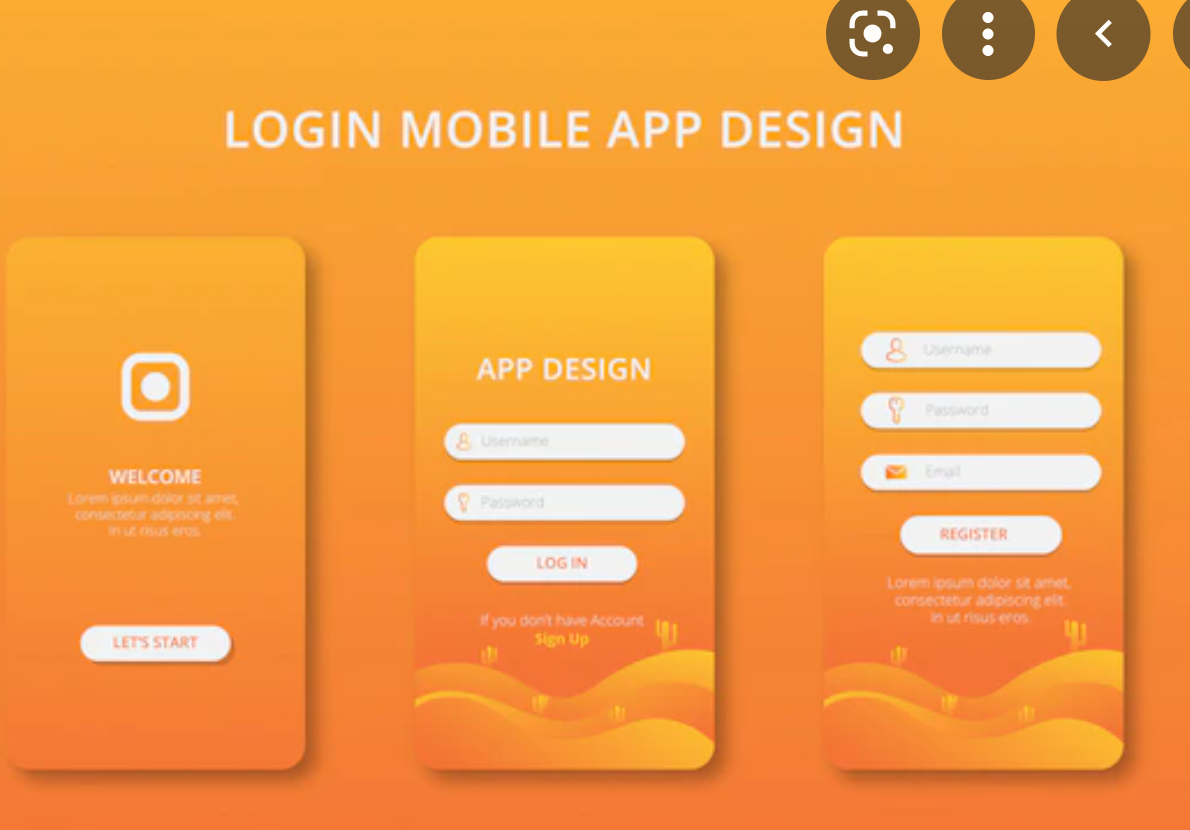 LOGIN MOBILE APP DESIGN
WELCOME
Lorem ipsum dolor sit amet,
consectetur adipiscing elit.
In ut risus eros.
LET'S START
APP DESIGN
Username
Password
LOG IN
If you don't have Account
Sign Up
Username
Password
Email
REGISTER
Lorem ipsum dolor sit amet,
consectetur adipiscing elit.
In ut risus eros.